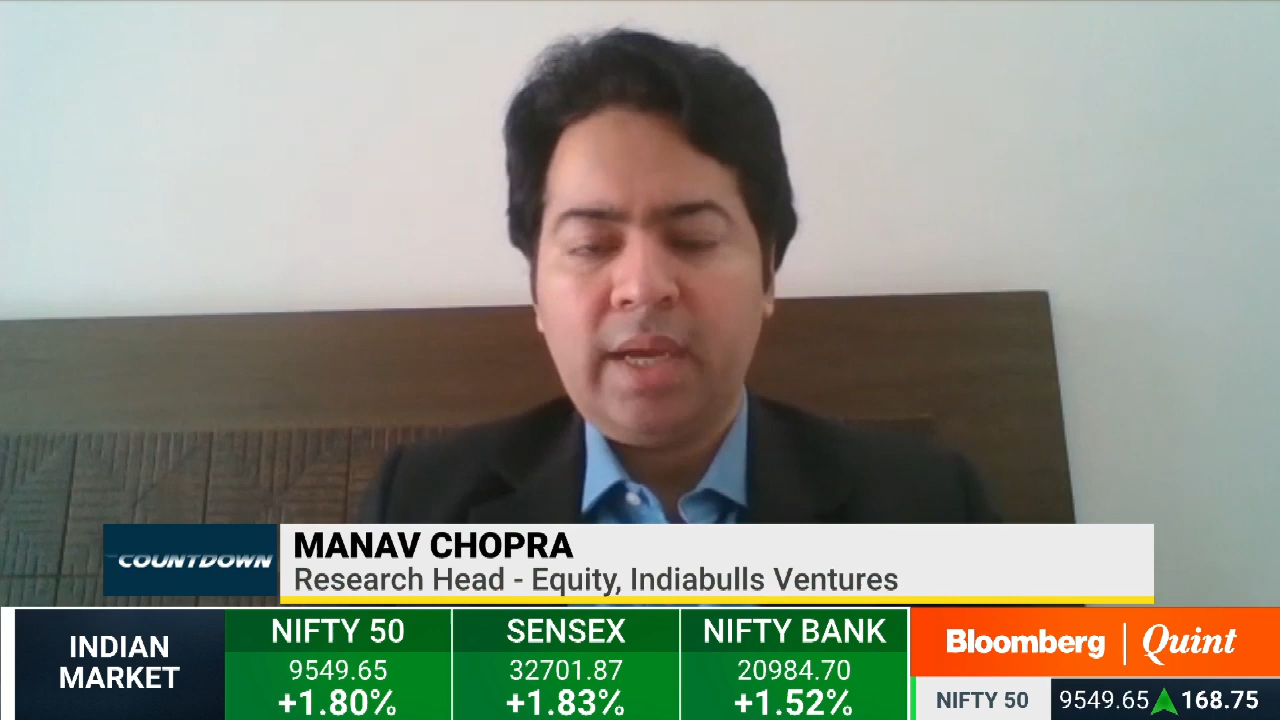 COUNTDOWN
MANAV CHOPRA
Research Head - Equity, Indiabulls Ventures
INDIAN
MARKET
NIFTY 50
9549.65
+1.80%
SENSEX
32701.87
+1.83%
NIFTY BANK
20984.70
+1.52%
Bloomberg | Quint
NIFTY 50 9549.65 ▲ 168.75